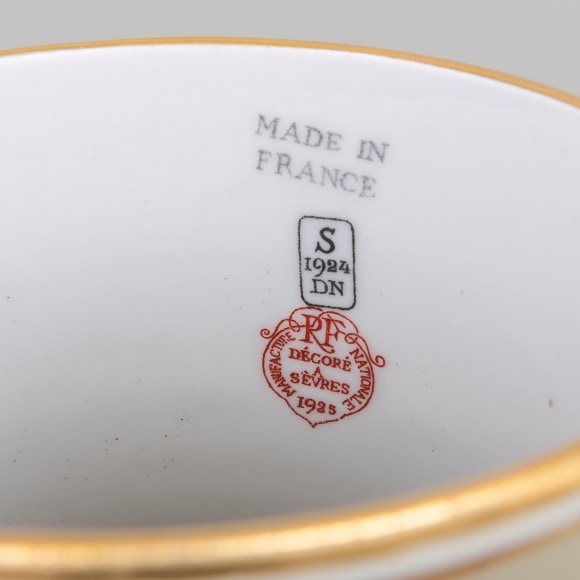 MADE IN
FRANCE
S
1924
DN
RF
DÉCORÉ
A
SÈVRES
MANUFACTURE NATIONALE
1925